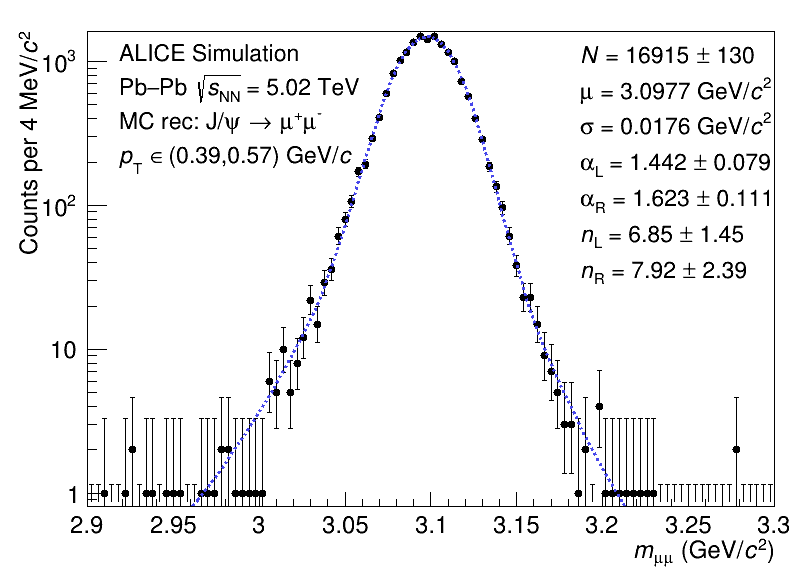 ALICE Simulation
Pb–Pb √s_NN = 5.02 TeV
MC rec: J/ψ → μ⁺μ⁻
p_T ∈ (0.39,0.57) GeV/c
N = 16915 ± 130
μ = 3.0977 GeV/c²
σ = 0.0176 GeV/c²
α_L = 1.442 ± 0.079
α_R = 1.623 ± 0.111
n_L = 6.85 ± 1.45
n_R = 7.92 ± 2.39
Counts per 4 MeV/c²
10³
10²
10
1
2.9 2.95 3 3.05 3.1 3.15 3.2 3.25 3.3
m_μμ (GeV/c²)